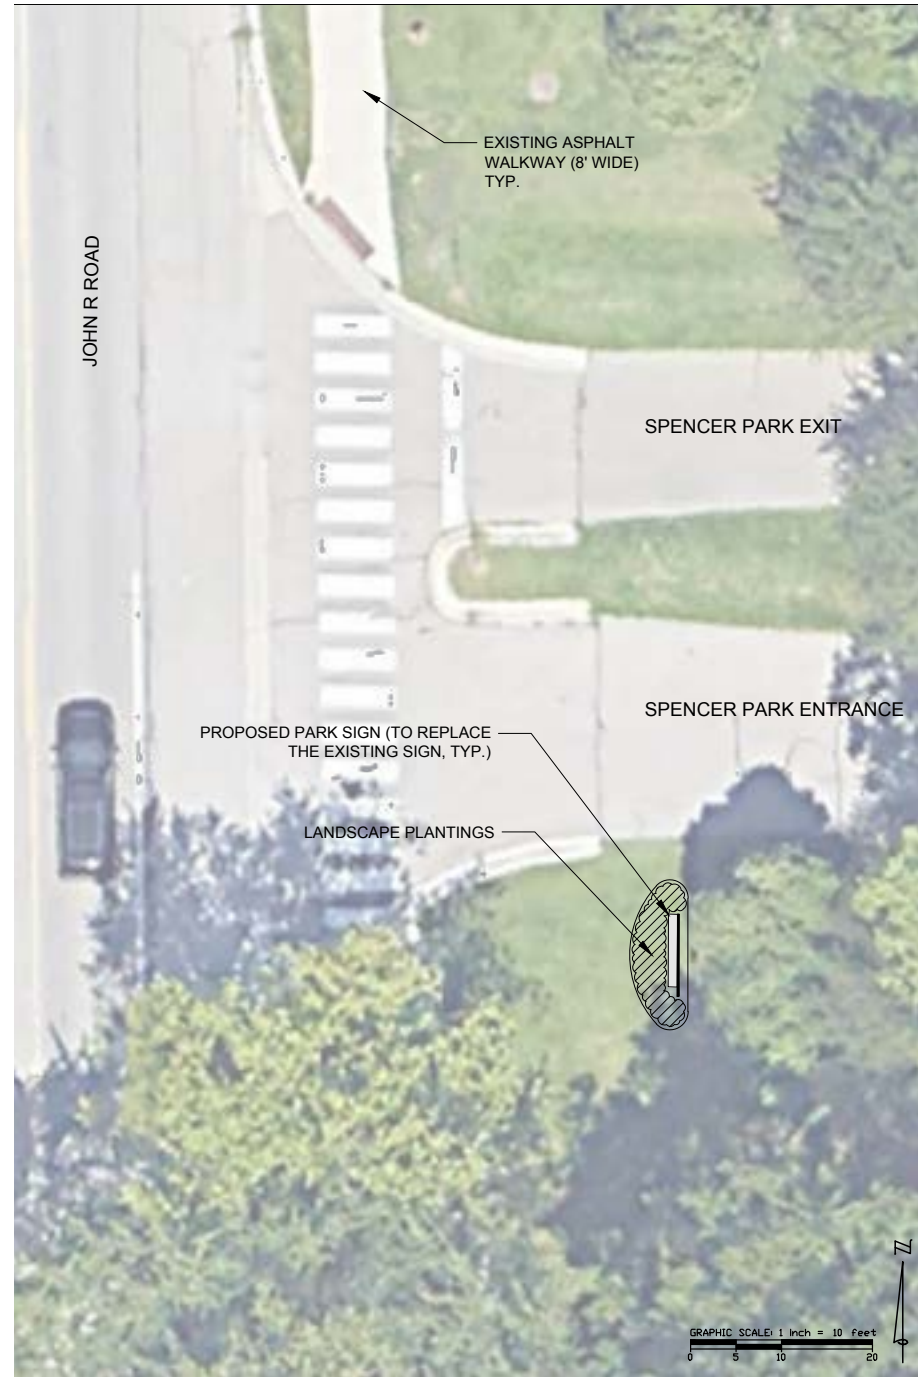 EXISTING ASPHALT
WALKWAY (8' WIDE)
TYP.
JOHN R ROAD
SPENCER PARK EXIT
SPENCER PARK ENTRANCE
PROPOSED PARK SIGN (TO REPLACE
THE EXISTING SIGN, TYP.)
LANDSCAPE PLANTINGS
Z
GRAPHIC SCALE: 1 inch = 10 feet
0 5 10 20